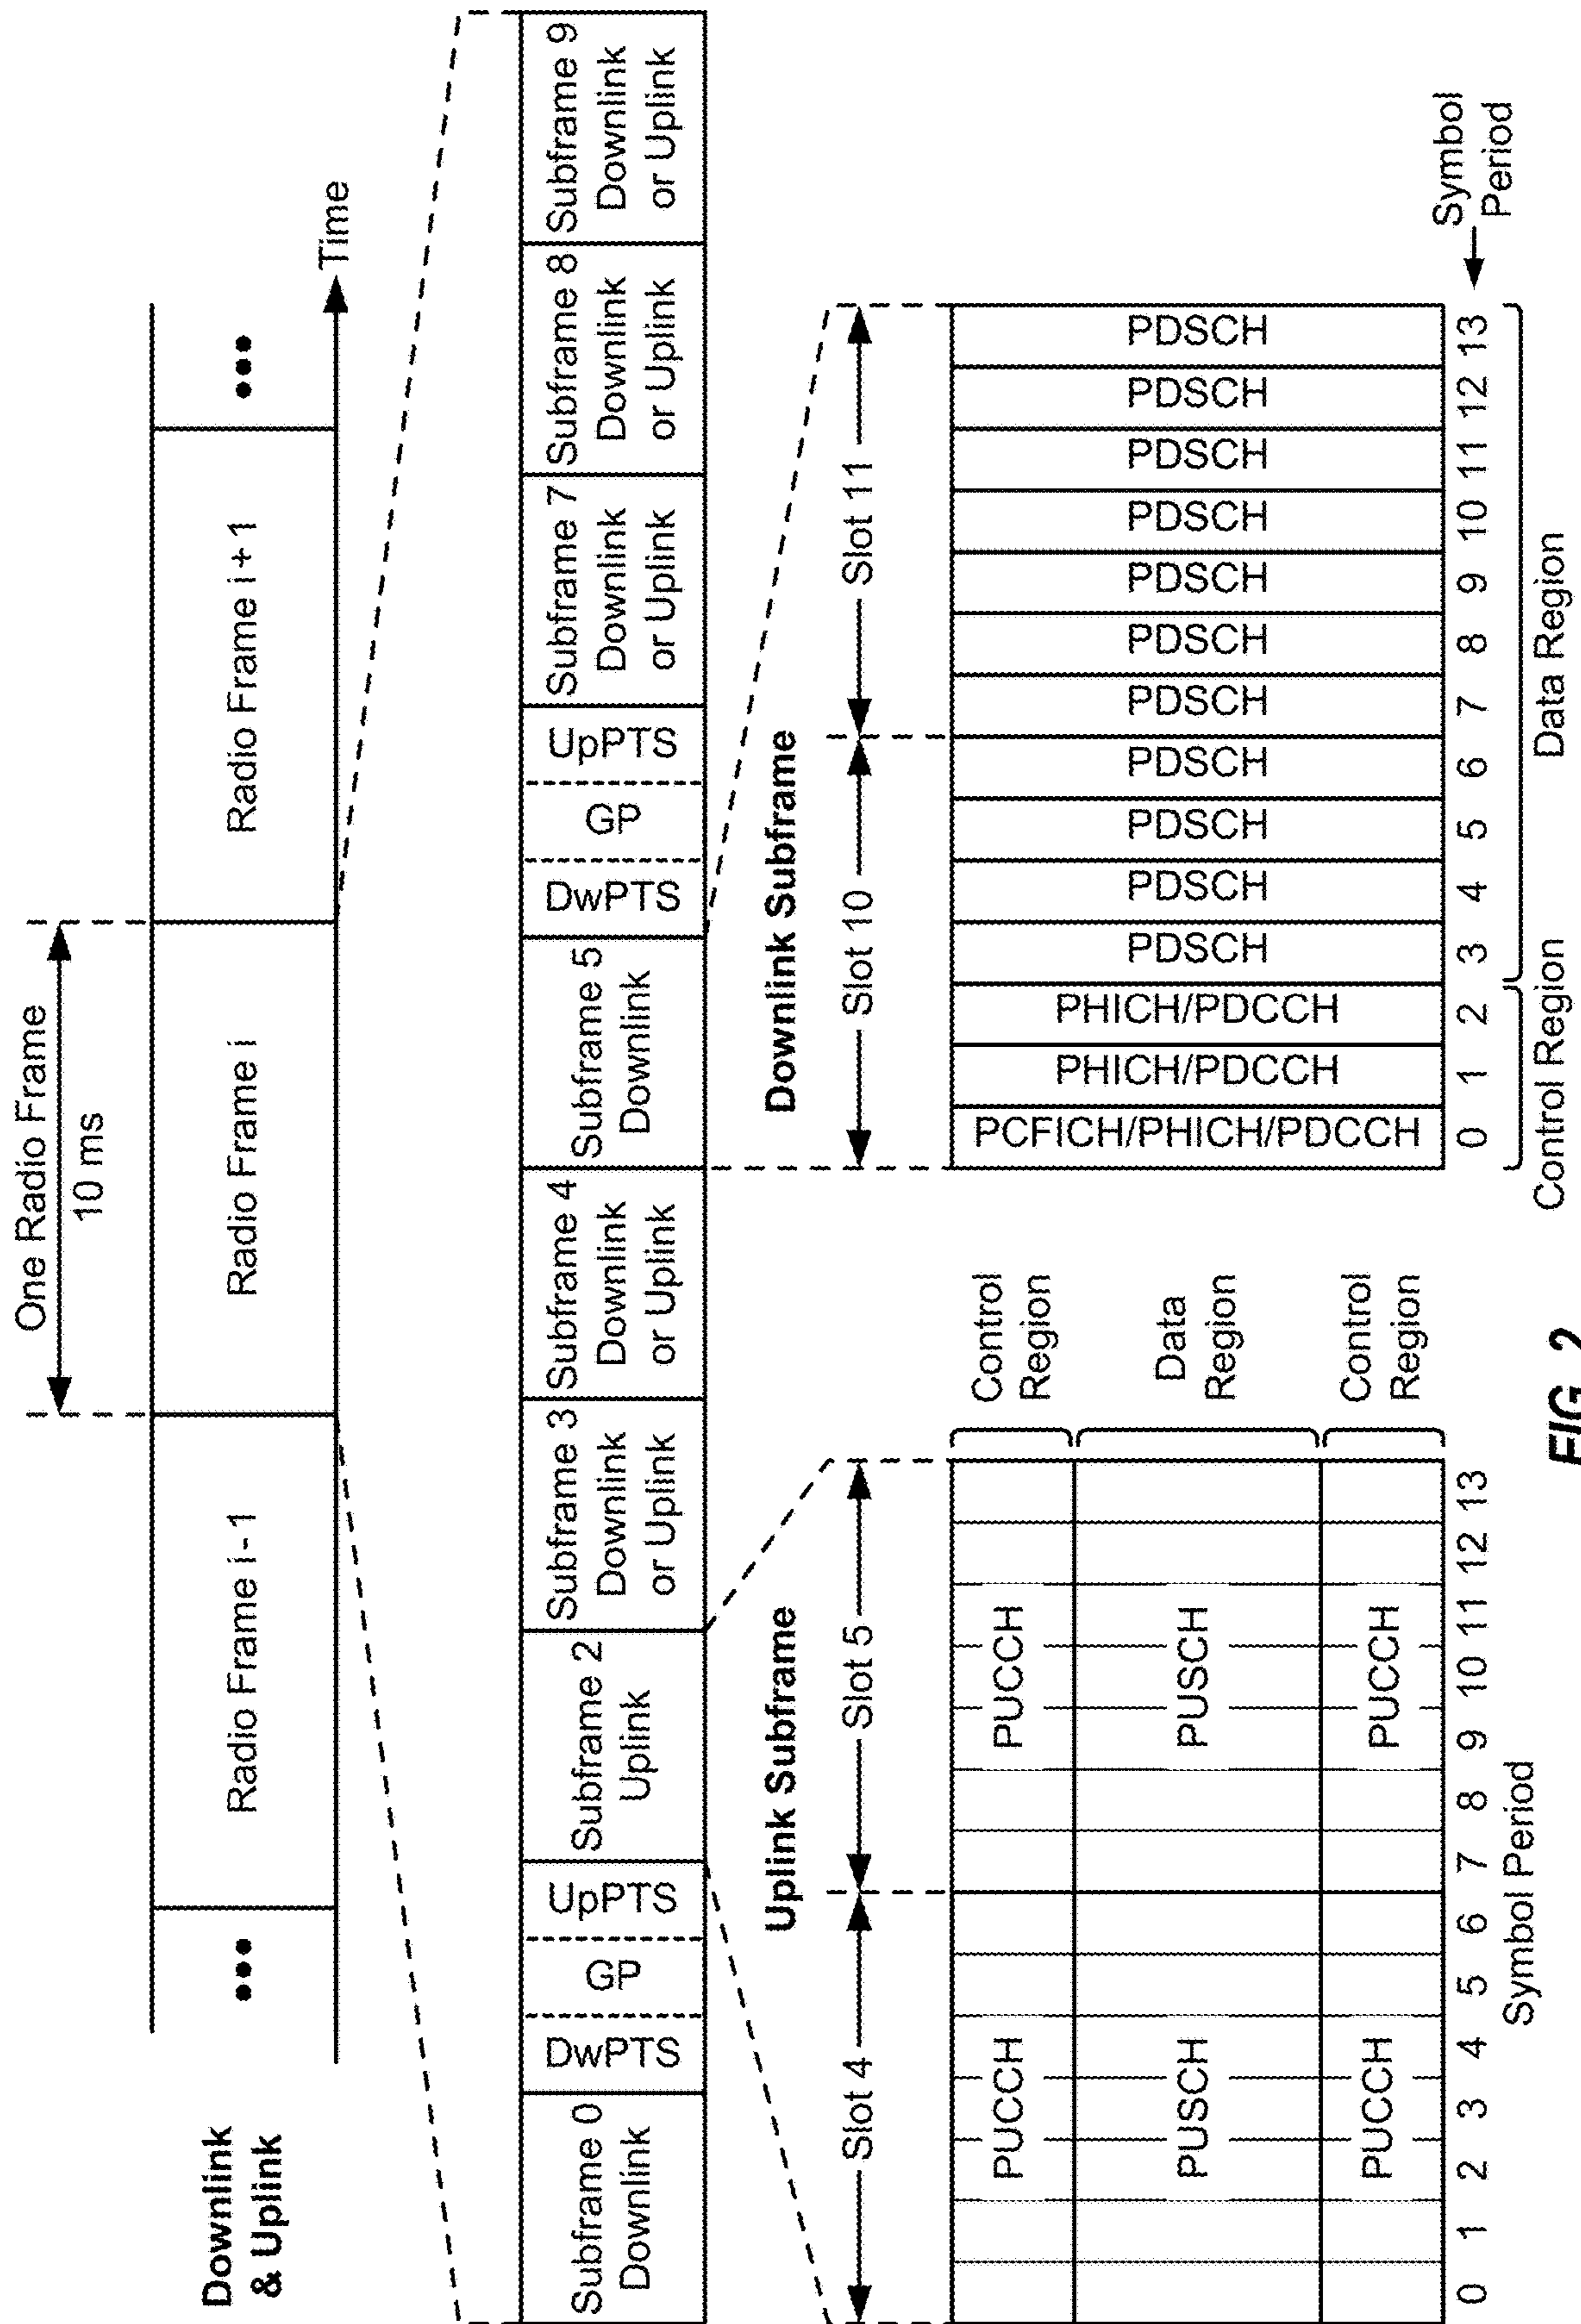 One Radio Frame
10 ms
Downlink
& Uplink
•••
Radio Frame i - 1
Radio Frame i
Radio Frame i + 1
•••
Time
Subframe 0
Downlink
DwPTS
GP
UpPTS
Subframe 2
Uplink
Subframe 3
Downlink
or Uplink
Subframe 4
Downlink
or Uplink
Subframe 5
Downlink
DwPTS
GP
UpPTS
Subframe 7
Downlink
or Uplink
Subframe 8
Downlink
or Uplink
Subframe 9
Downlink
or Uplink
Uplink Subframe
Slot 4
Slot 5
PUCCH
PUCCH
Control
Region
PUSCH
PUSCH
Data
Region
PUCCH
PUCCH
Control
Region
0 1 2 3 4 5 6 7 8 9 10 11 12 13
Symbol Period
Downlink Subframe
Slot 10
Slot 11
PCFICH/PHICH/PDCCH
PHICH/PDCCH
PHICH/PDCCH
PDSCH
PDSCH
PDSCH
PDSCH
PDSCH
PDSCH
PDSCH
PDSCH
PDSCH
PDSCH
PDSCH
0 1 2 3 4 5 6 7 8 9 10 11 12 13
Symbol
Period
Control Region
Data Region
FIG. 2